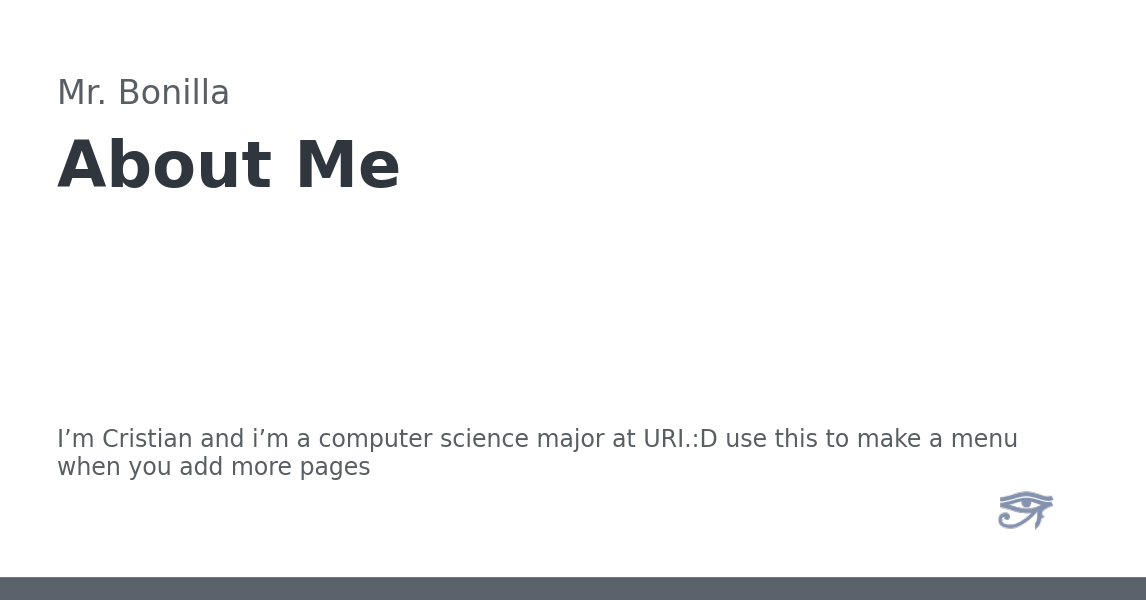 Mr. Bonilla
About Me
I’m Cristian and i’m a computer science major at URI.:D use this to make a menu
when you add more pages